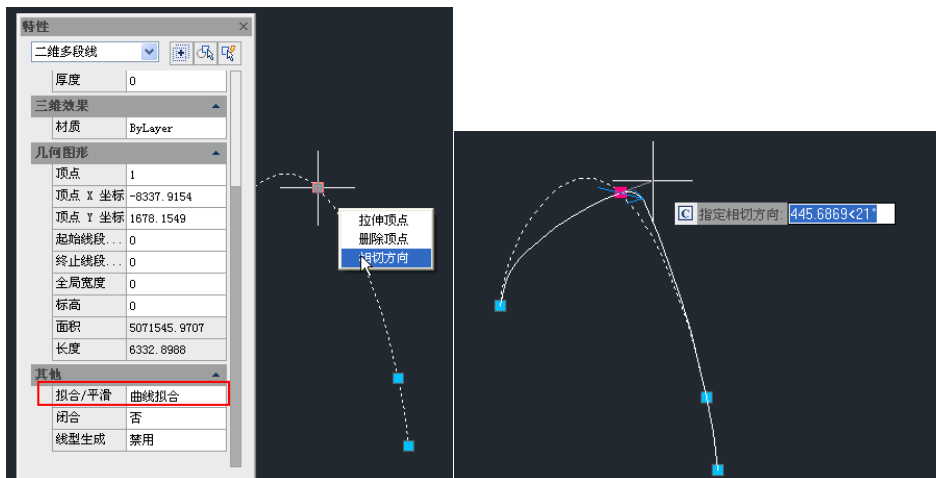 特性
二维多段线
厚度 0
三维效果
材质 ByLayer
几何图形
顶点 1
顶点 X 坐标 -8337.9154
顶点 Y 坐标 1678.1549
起始线段... 0
终止线段... 0
全局宽度 0
标高 0
面积 5071545.9707
长度 6332.8988
其他
拟合/平滑 曲线拟合
闭合 否
线型生成 禁用
拉伸顶点
删除顶点
相切方向
C 指定相切方向: 445.6869<21°